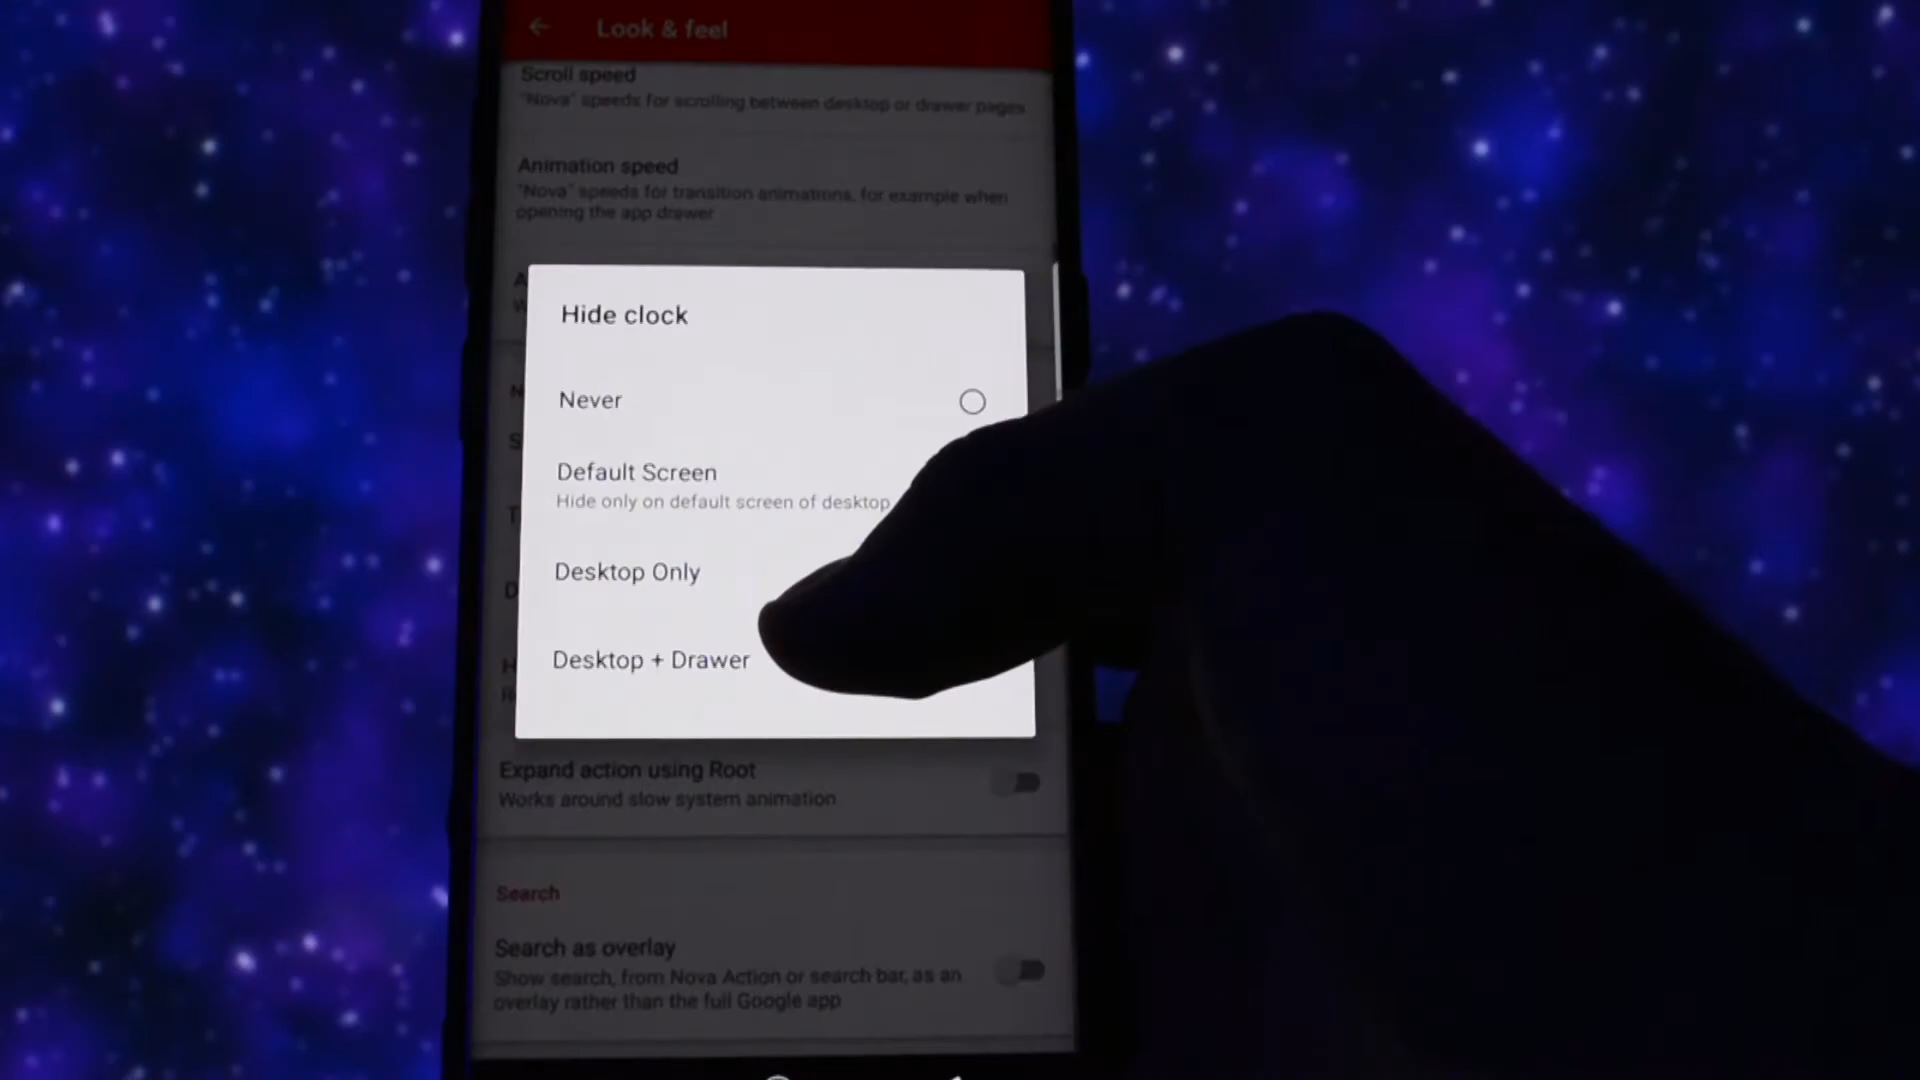 Look & feel
Scroll speed
"Nova" speeds for scrolling between desktop or drawer pages
Animation speed
"Nova" speeds for transition animations, for example when
opening the app drawer
Hide clock
Never
Default Screen
Hide only on default screen of desktop
Desktop Only
Desktop + Drawer
Expand action using Root
Works around slow system animation
Search
Search as overlay
Show search, from Nova Action or search bar, as an
overlay rather than the full Google app